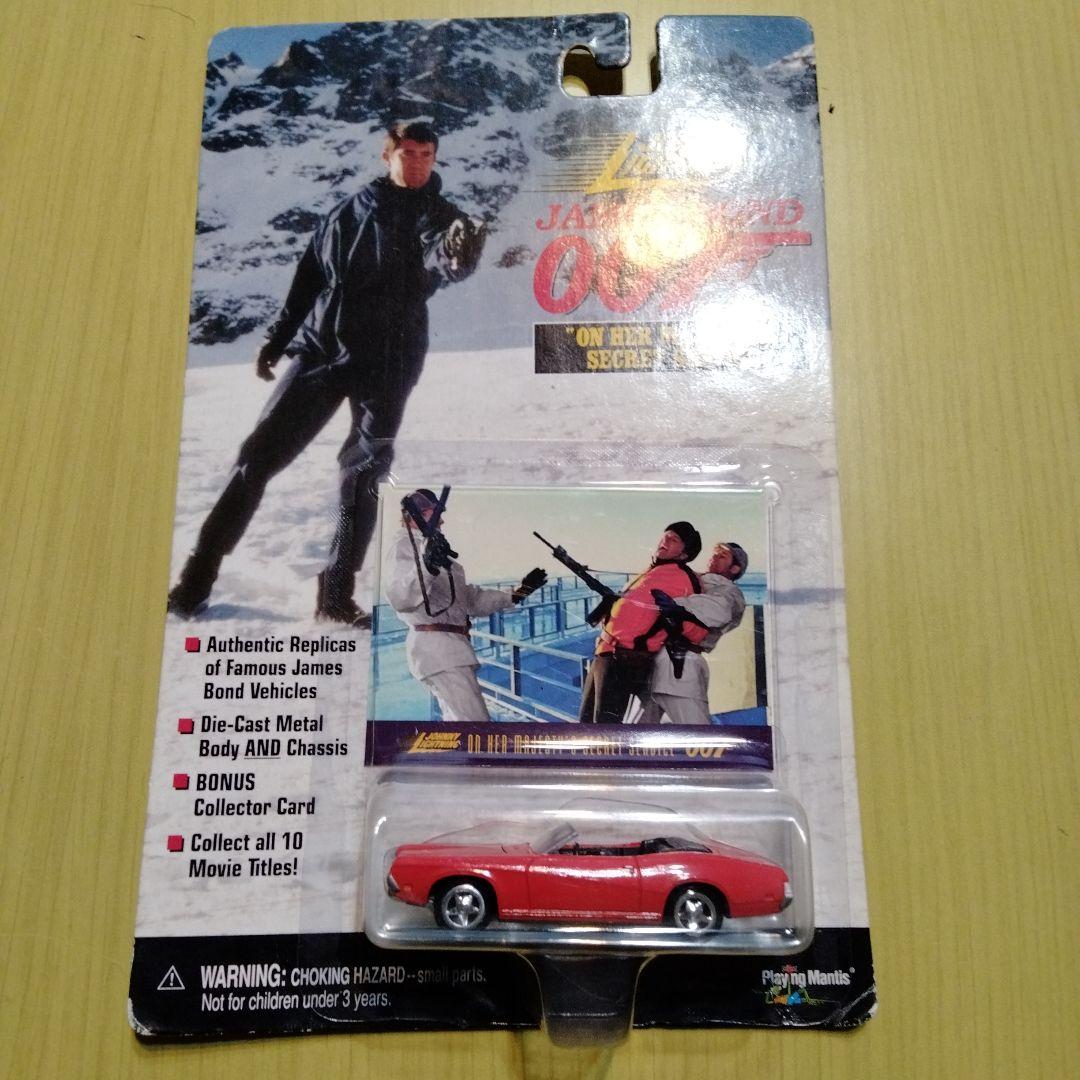 JAMES BOND
007
"ON HER
SECRET
Authentic Replicas
of Famous James
Bond Vehicles
Die-Cast Metal
Body AND Chassis
BONUS
Collector Card
Collect all 10
Movie Titles!
JOHNNY
LIGHTNING
ON HER MAJESTY'S SECRET SERVICE 007
WARNING: CHOKING HAZARD--small parts.
Not for children under 3 years.
Playing Mantis®